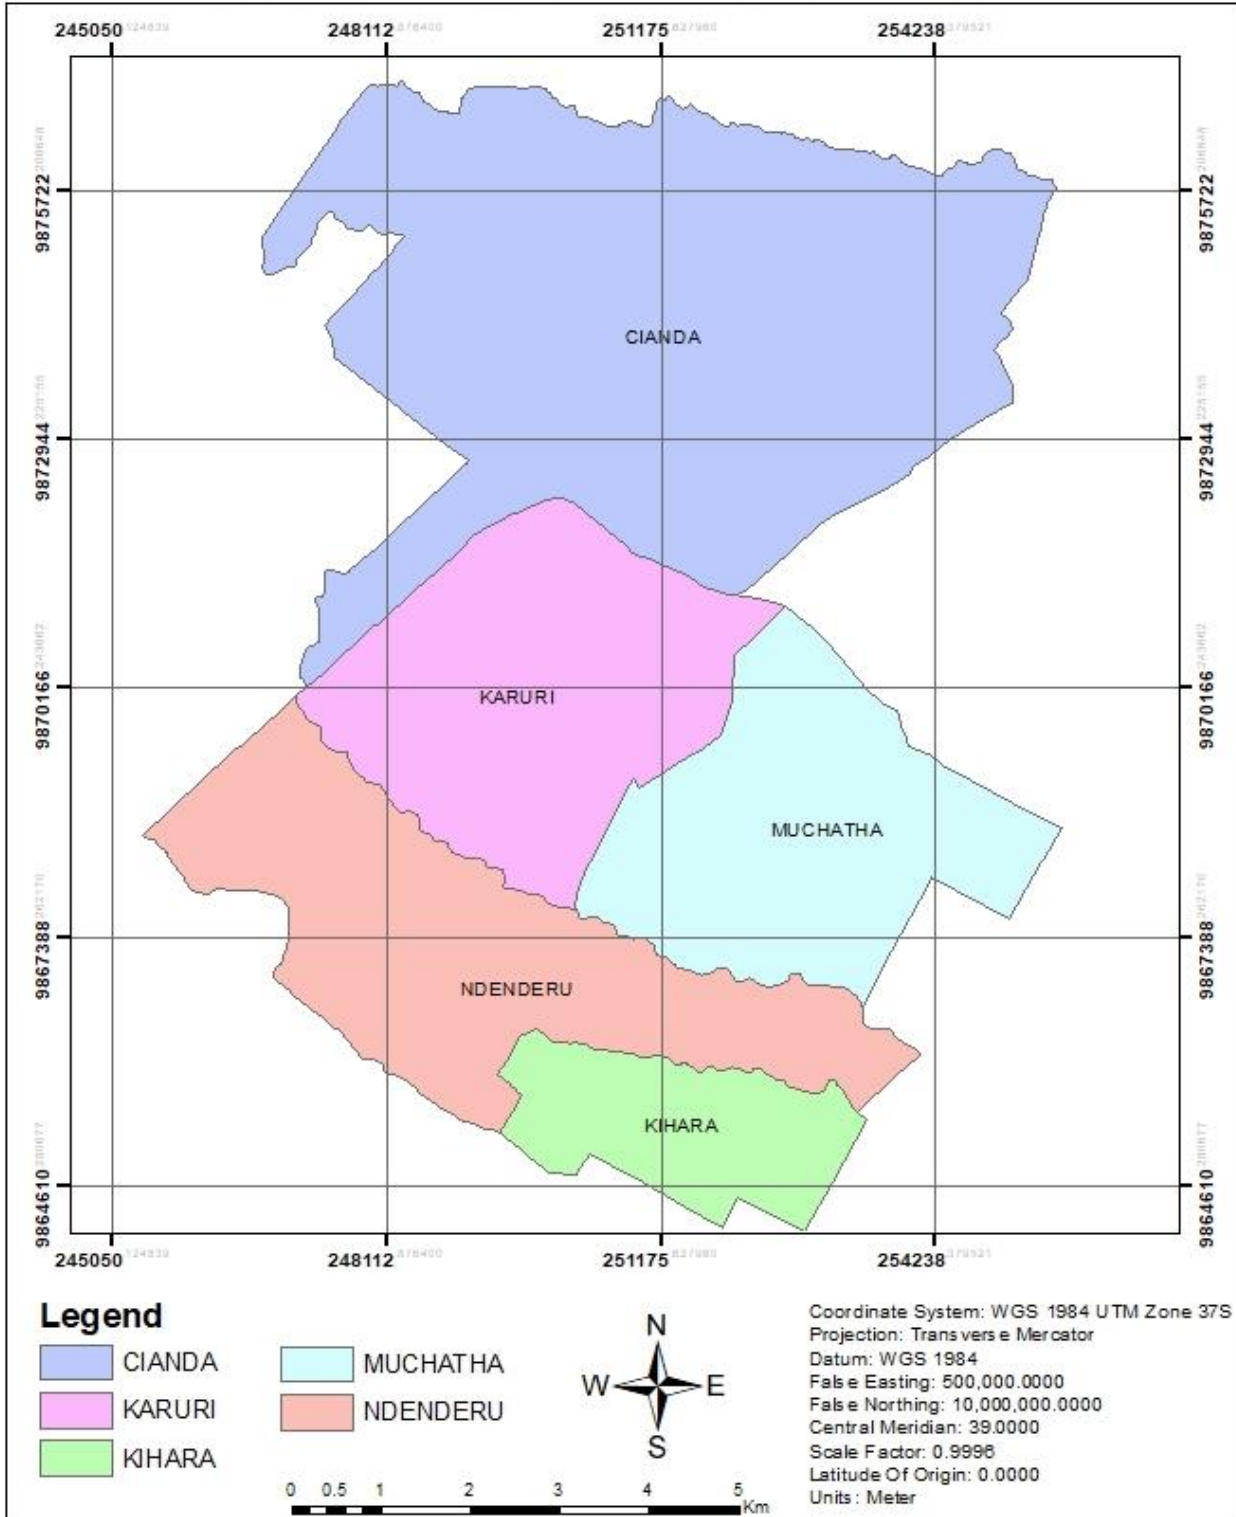 245050 248112 251175 254238
9875722 9875722
CIANDA
9872944 9872944
KARURI
9870166 9870166
MUCHATHA
9867388 9867388
NDENDERU
KIHARA
9864610 9864610
245050 248112 251175 254238
Legend
CIANDA
KARURI
KIHARA
MUCHATHA
NDENDERU
N
W E
S
0 0.5 1 2 3 4 5
Km
Coordinate System: WGS 1984 UTM Zone 37S
Projection: Transverse Mercator
Datum: WGS 1984
False Easting: 500,000.0000
False Northing: 10,000,000.0000
Central Meridian: 39.0000
Scale Factor: 0.9996
Latitude Of Origin: 0.0000
Units: Meter